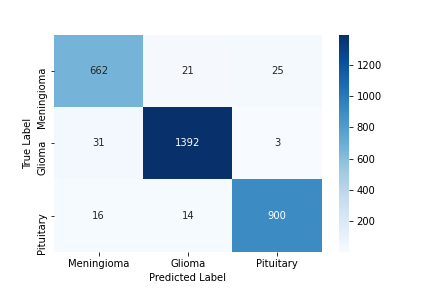 Meningioma 662 21 25
Glioma 31 1392 3
Pituitary 16 14 900
True Label
Meningioma Glioma Pituitary
Predicted Label
1200
1000
800
600
400
200